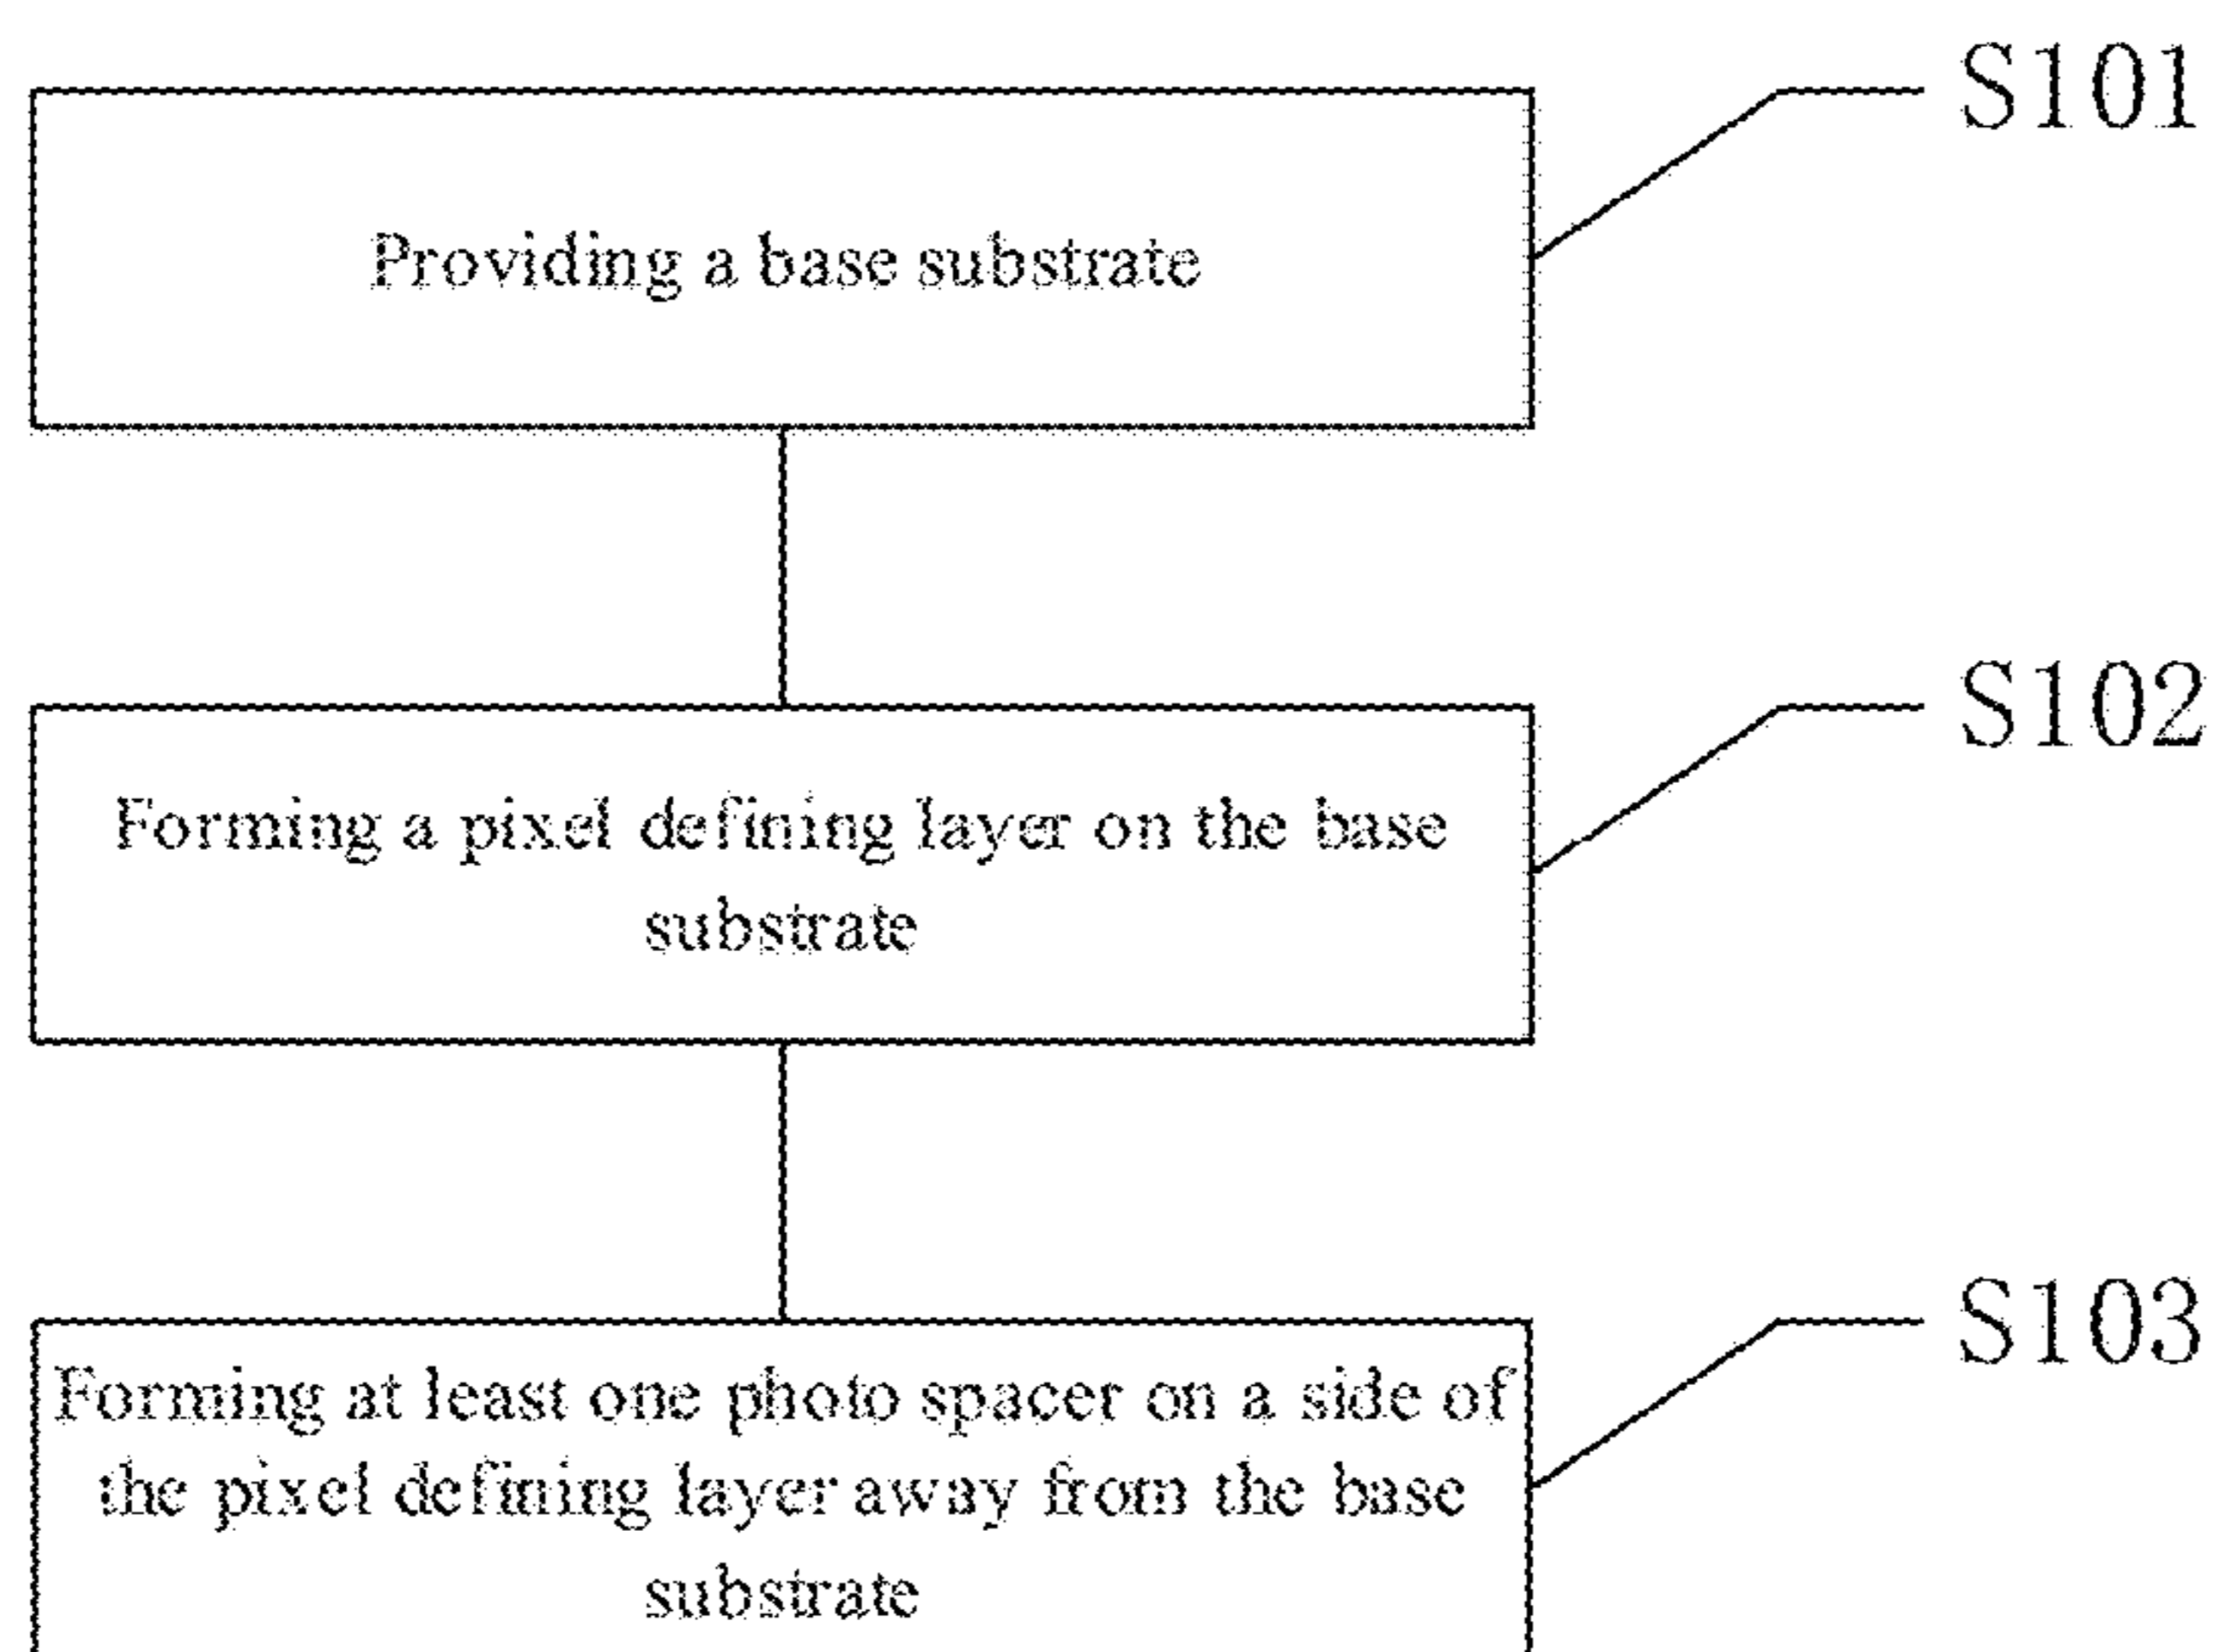 S101
Providing a base substrate
S102
Forming a pixel defining layer on the base
substrate
S103
Forming at least one photo spacer on a side of
the pixel defining layer away from the base
substrate